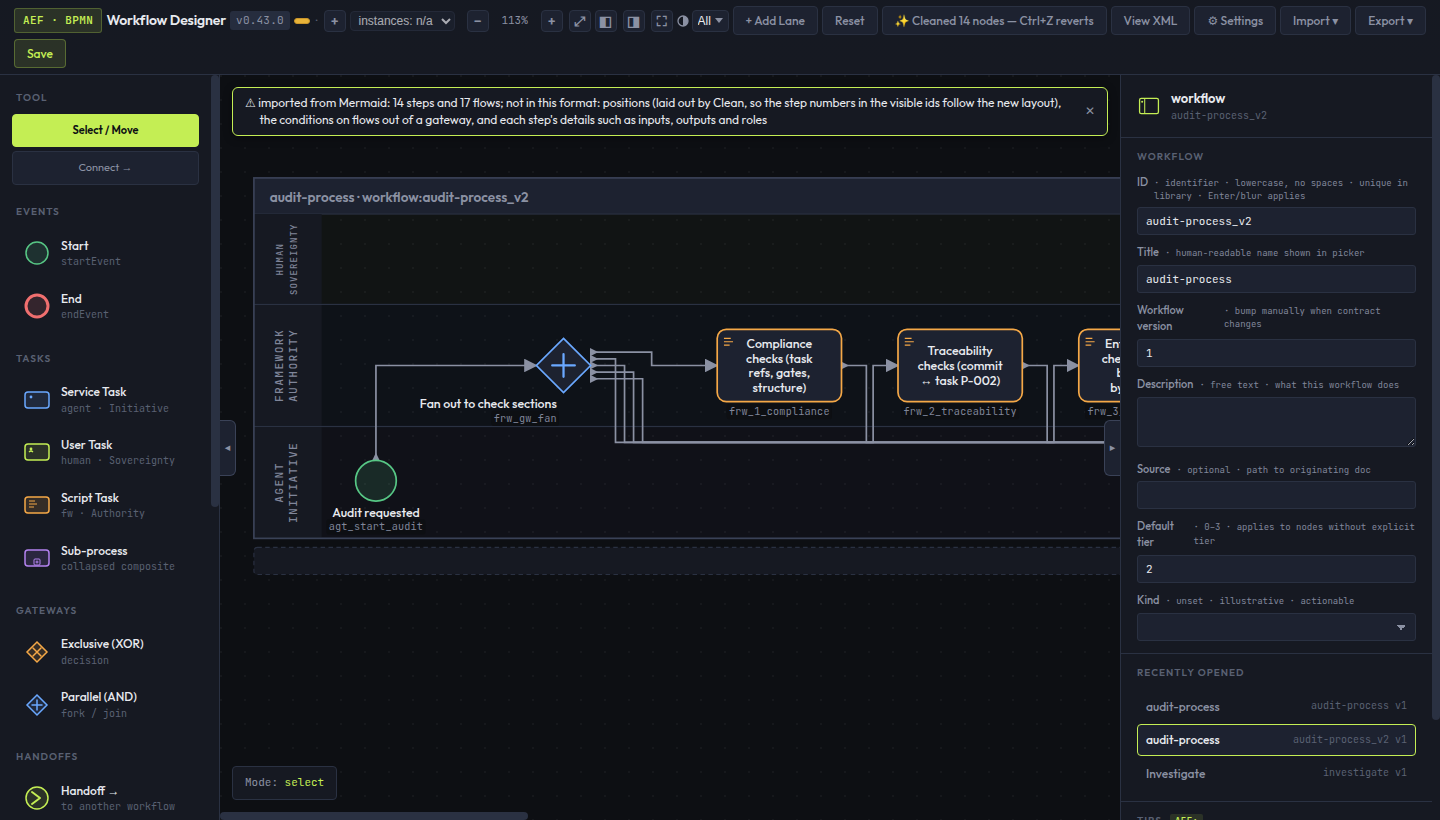 AEF · BPMN Workflow Designer v0.43.0 · + instances: n/a − 113% + All + Add Lane Reset ✨ Cleaned 14 nodes — Ctrl+Z reverts View XML ⚙ Settings Import ▾ Export ▾
Save
TOOL
Select / Move
Connect →
EVENTS
Start
startEvent
End
endEvent
TASKS
Service Task
agent · Initiative
User Task
human · Sovereignty
Script Task
fw · Authority
Sub-process
collapsed composite
GATEWAYS
Exclusive (XOR)
decision
Parallel (AND)
fork / join
HANDOFFS
Handoff →
to another workflow
⚠ imported from Mermaid: 14 steps and 17 flows; not in this format: positions (laid out by Clean, so the step numbers in the visible ids follow the new layout),
the conditions on flows out of a gateway, and each step's details such as inputs, outputs and roles
✕
audit-process · workflow:audit-process_v2
HUMAN
SOVEREIGNTY
FRAMEWORK
AUTHORITY
Fan out to check sections
frw_gw_fan
Compliance
checks (task
refs, gates,
structure)
frw_1_compliance
Traceability
checks (commit
↔ task P-002)
frw_2_traceability
frw_3
AGENT
INITIATIVE
Audit requested
agt_start_audit
Mode: select
workflow
audit-process_v2
WORKFLOW
ID · identifier · lowercase, no spaces · unique in
library · Enter/blur applies
audit-process_v2
Title · human-readable name shown in picker
audit-process
Workflow version · bump manually when contract changes
1
Description · free text · what this workflow does
Source · optional · path to originating doc
Default tier · 0–3 · applies to nodes without explicit tier
2
Kind · unset · illustrative · actionable
RECENTLY OPENED
audit-process audit-process v1
audit-process audit-process_v2 v1
Investigate investigate v1